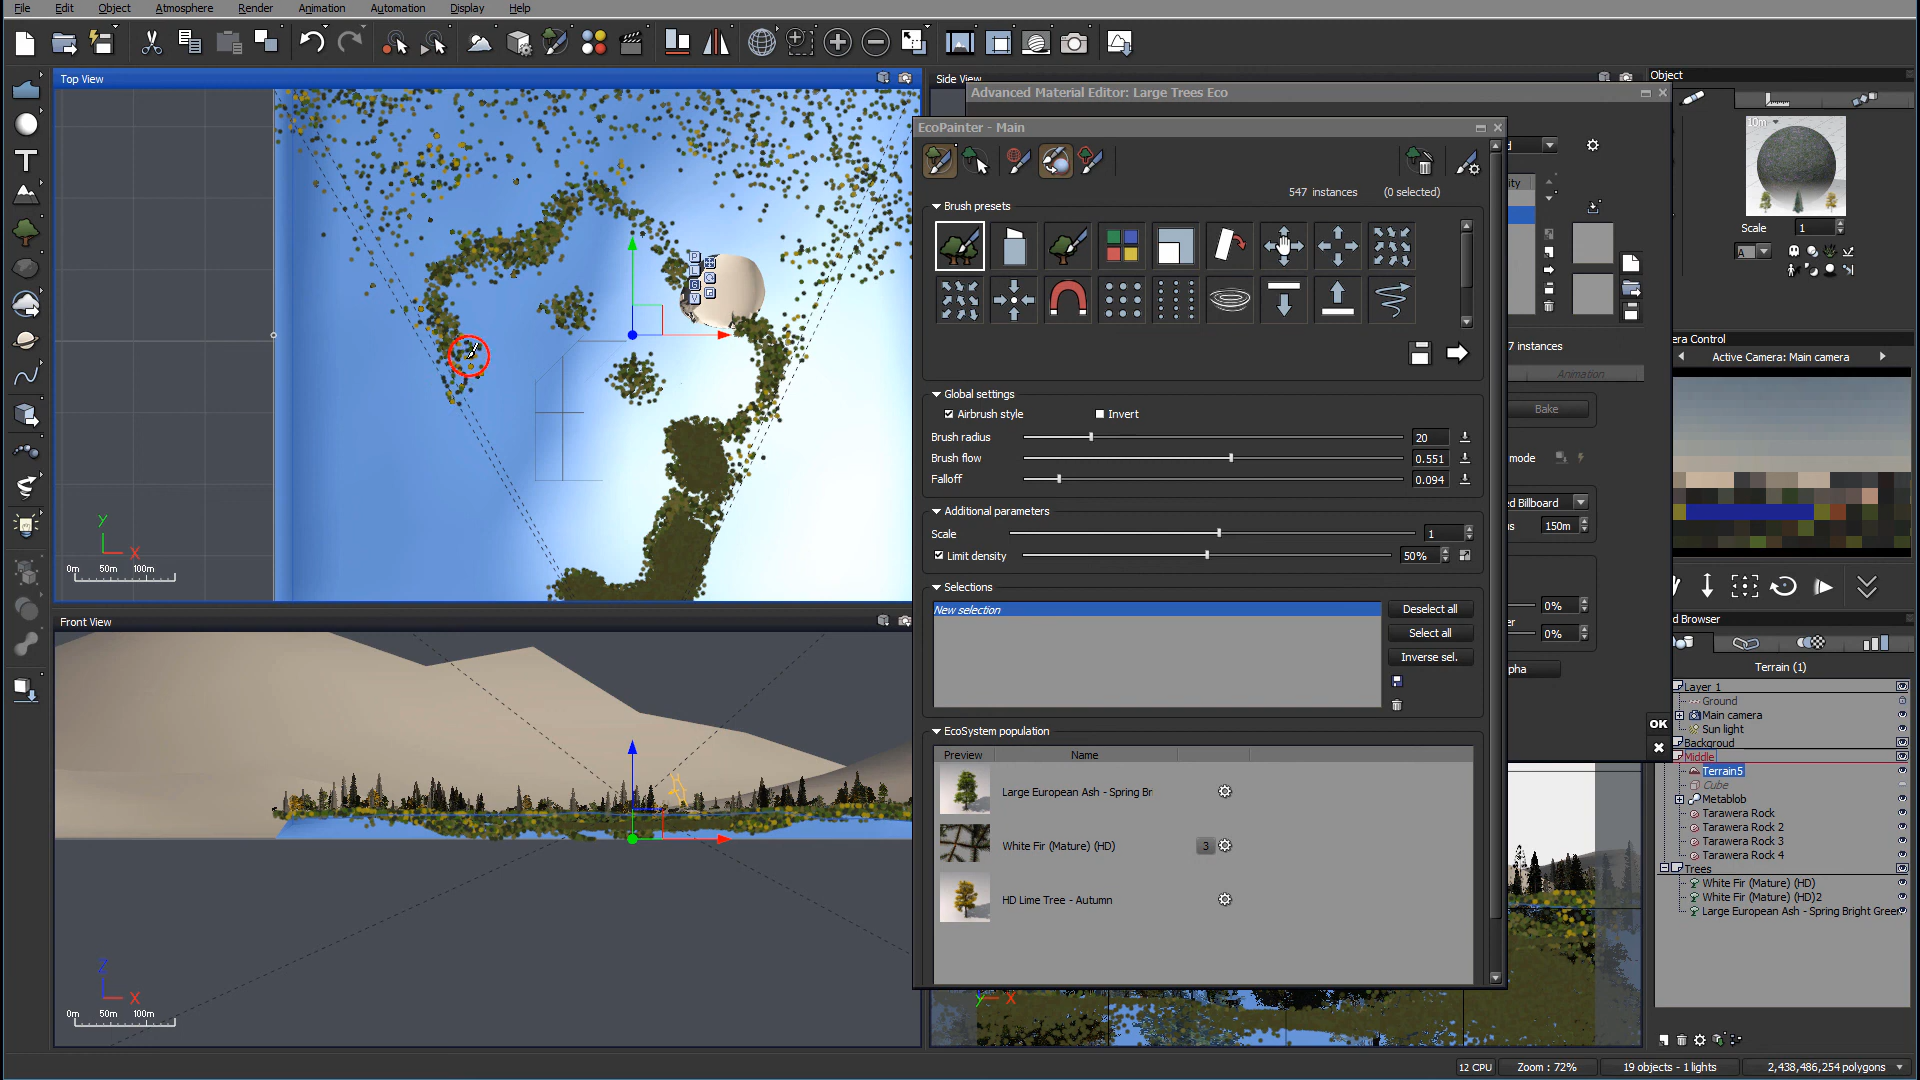 File Edit Object Atmosphere Render Animation Automation Display Help
Top View
Side View
Object
Advanced Material Editor: Large Trees Eco
EcoPainter - Main
10m
547 instances (0 selected)
Brush presets
Scale 1
A
P
L
G
V
7 instances
Animation
Bake
era Control
Active Camera: Main camera
Global settings
Airbrush style Invert
Brush radius 20
Brush flow 0.551
Falloff 0.094
mode
ed Billboard
us 150m
Additional parameters
Scale 1
Limit density 50%
Y
X
0m 50m 100m
Selections
New selection
Deselect all
Select all
Inverse sel.
0%
0%
pha
OK
Front View
EcoSystem population
Preview Name
Large European Ash - Spring Br
White Fir (Mature) (HD) 3
HD Lime Tree - Autumn
d Browser
Terrain (1)
Layer 1
Ground
Main camera
Sun light
Backgroud
Middle
Terrain5
Cube
Metablob
Tarawera Rock
Tarawera Rock 2
Tarawera Rock 3
Tarawera Rock 4
Trees
White Fir (Mature) (HD)
White Fir (Mature) (HD)2
Large European Ash - Spring Bright Green
Z
X
0m 50m 100m
Y X
12 CPU Zoom : 72% 19 objects - 1 lights 2,438,486,254 polygons